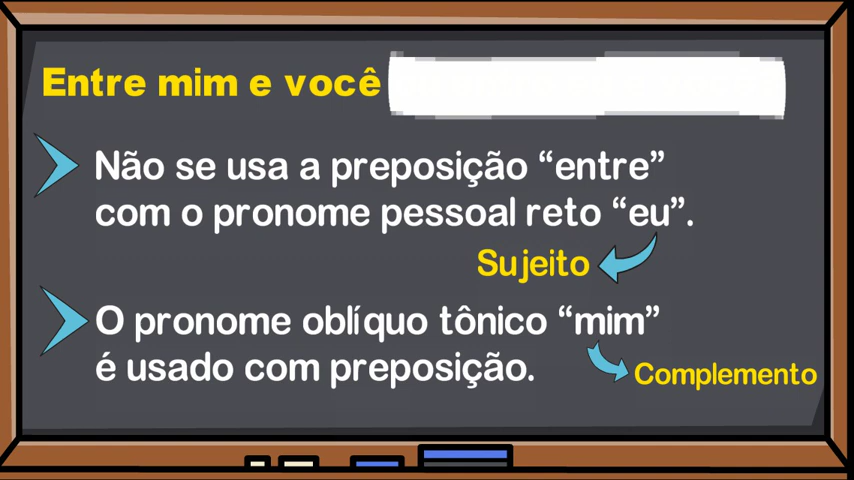 Entre mim e você
Não se usa a preposição “entre”
com o pronome pessoal reto “eu”.
Sujeito
O pronome oblíquo tônico “mim”
é usado com preposição.
Complemento